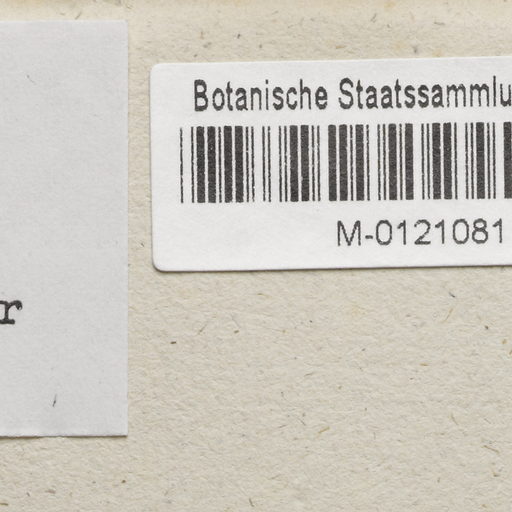 Botanische Staatssammlu
M-0121081
r